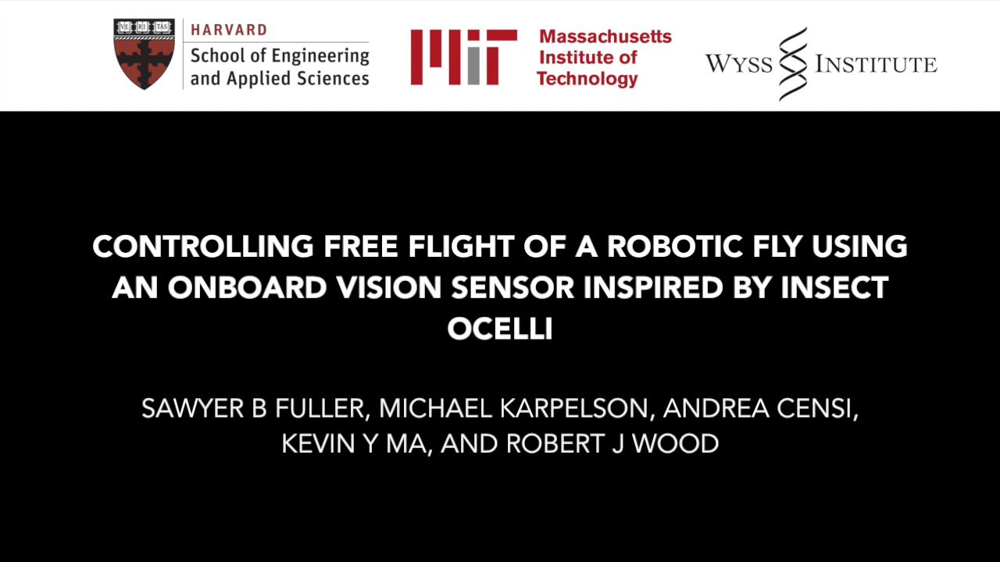 VE RI TAS
HARVARD
School of Engineering
and Applied Sciences
MIT
Massachusetts
Institute of
Technology
WYSS INSTITUTE
CONTROLLING FREE FLIGHT OF A ROBOTIC FLY USING
AN ONBOARD VISION SENSOR INSPIRED BY INSECT
OCELLI
SAWYER B FULLER, MICHAEL KARPELSON, ANDREA CENSI,
KEVIN Y MA, AND ROBERT J WOOD